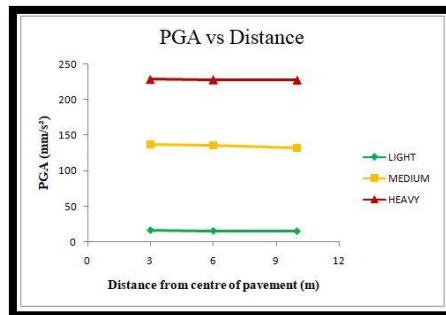 PGA vs Distance
250
200
150
100
50
0
PGA (mm/s²)
0 3 6 9 12
Distance from centre of pavement (m)
LIGHT
MEDIUM
HEAVY